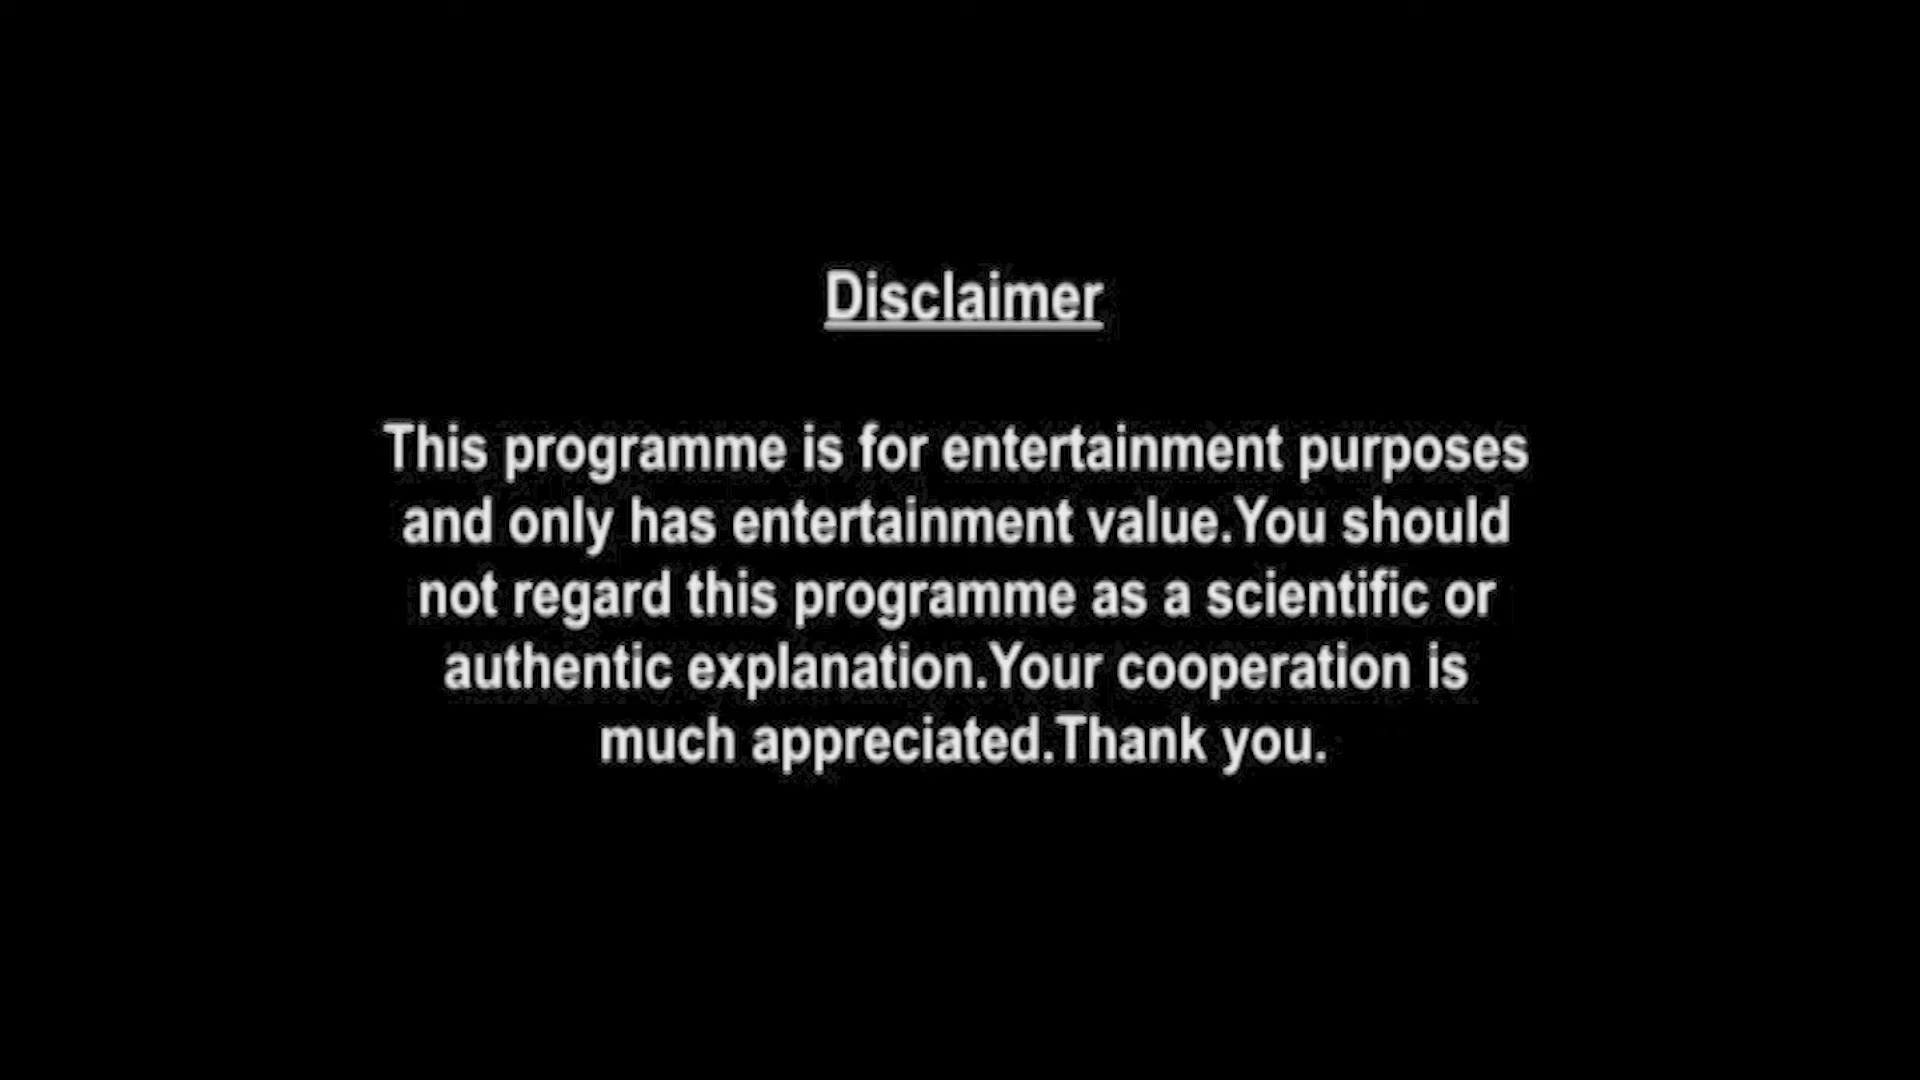 Disclaimer
This programme is for entertainment purposes
and only has entertainment value.You should
not regard this programme as a scientific or
authentic explanation.Your cooperation is
much appreciated.Thank you.